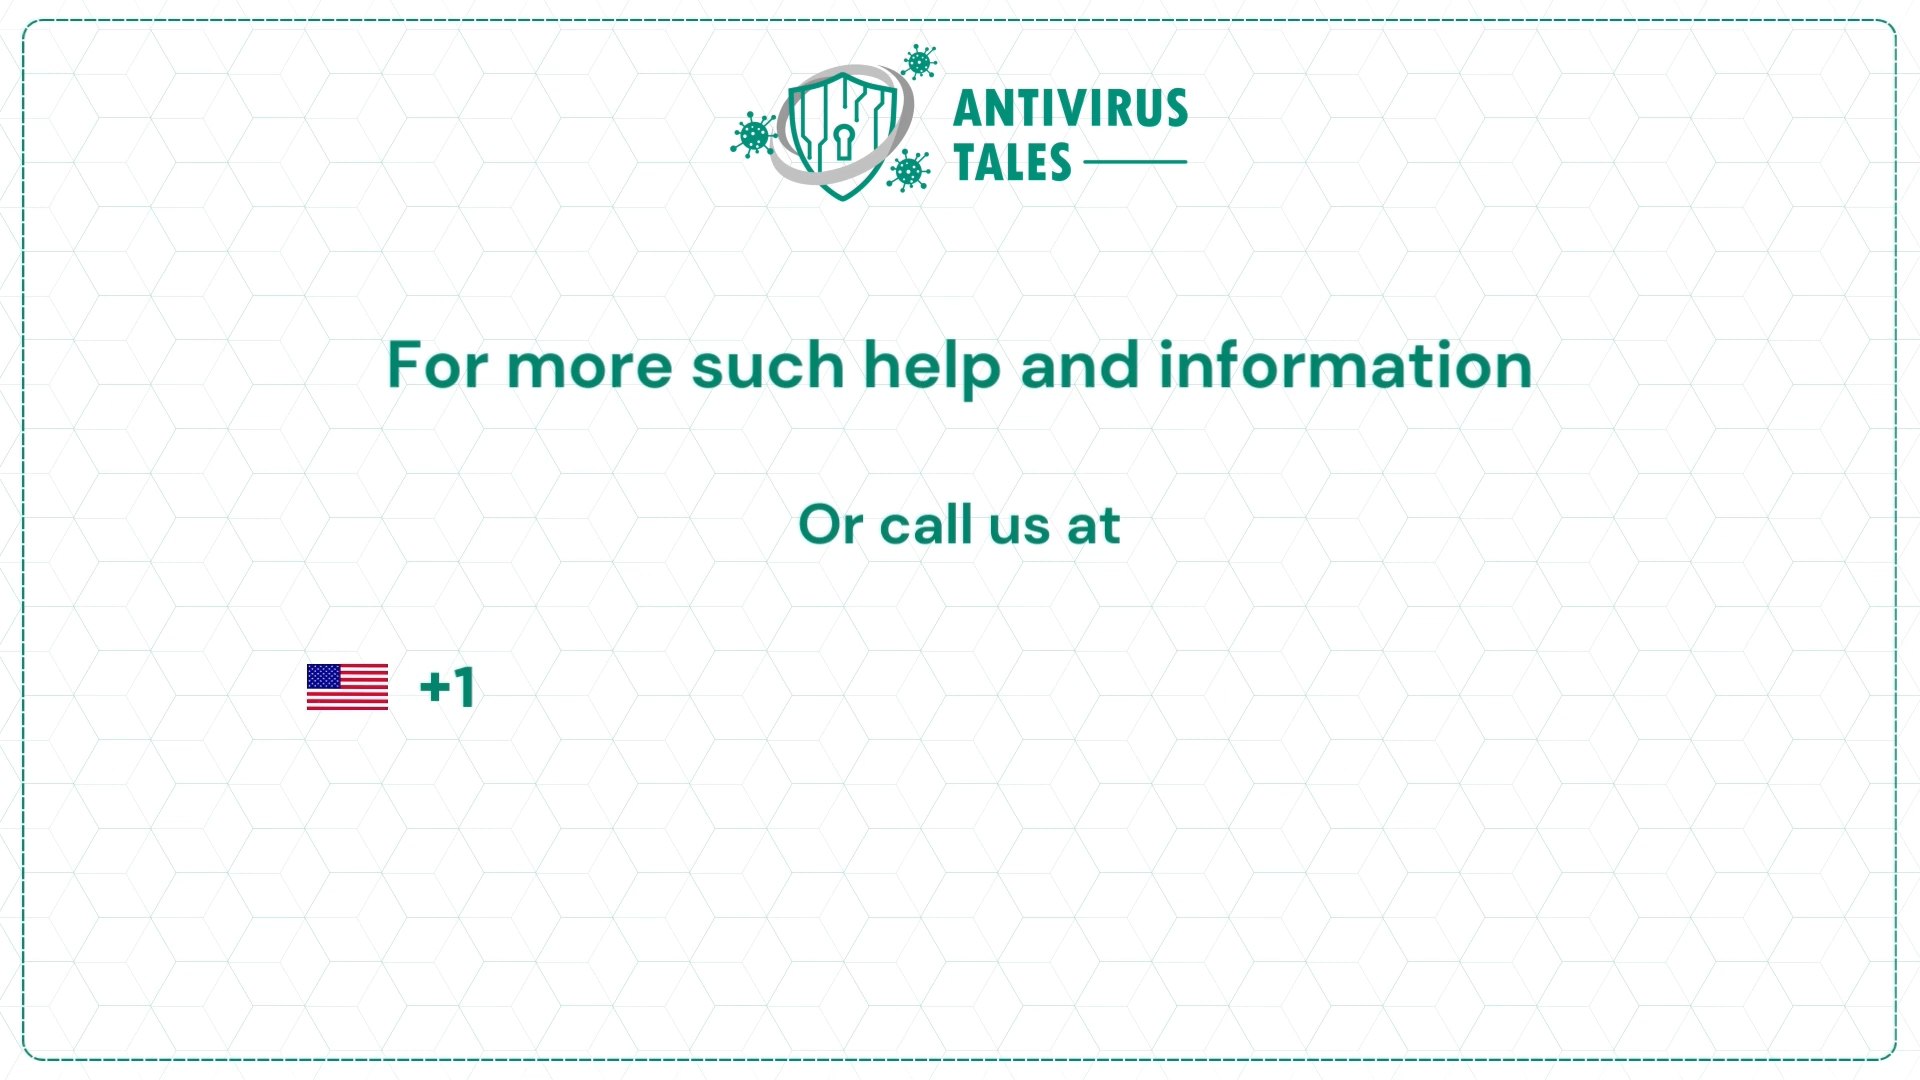 ANTIVIRUS
TALES
For more such help and information
Or call us at
+1